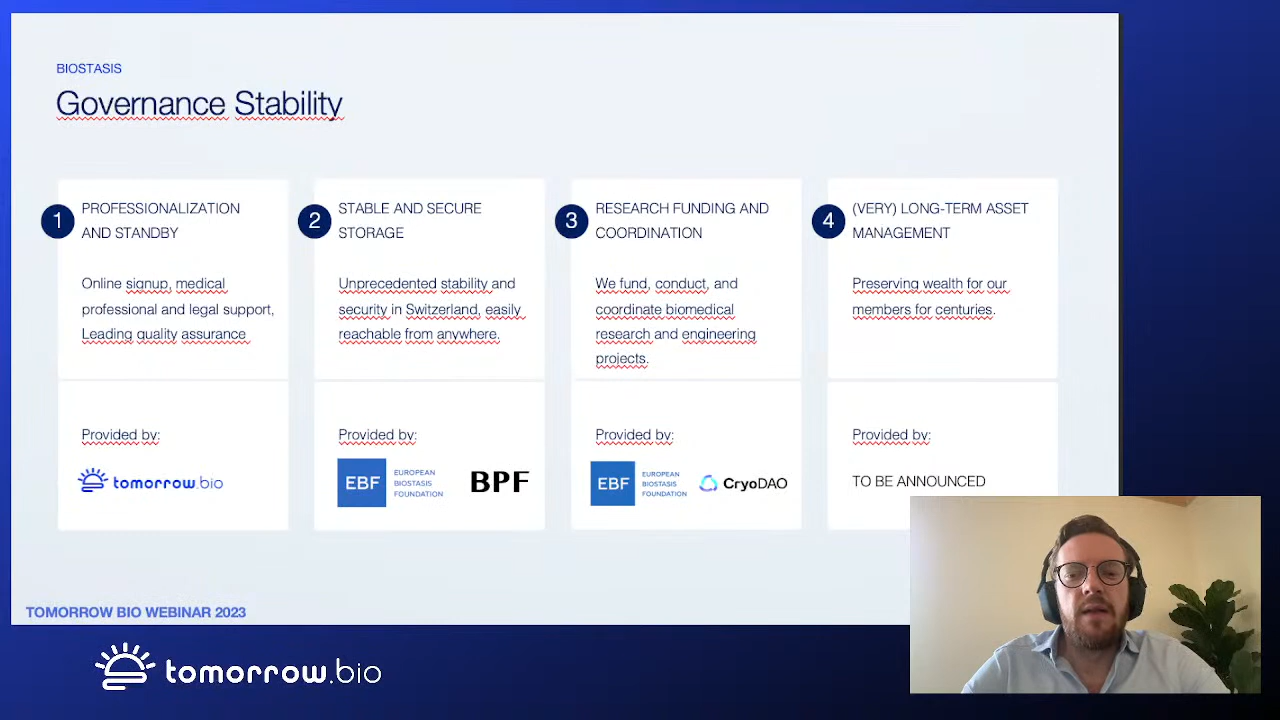 BIOSTASIS
Governance Stability
1
PROFESSIONALIZATION
AND STANDBY
Online signup, medical
professional and legal support,
Leading quality assurance
Provided by:
tomorrow.bio
2
STABLE AND SECURE
STORAGE
Unprecedented stability and
security in Switzerland, easily
reachable from anywhere.
Provided by:
EBF
EUROPEAN
BIOSTASIS
FOUNDATION
BPF
3
RESEARCH FUNDING AND
COORDINATION
We fund, conduct, and
coordinate biomedical
research and engineering
projects.
Provided by:
EBF
EUROPEAN
BIOSTASIS
FOUNDATION
CryoDAO
4
(VERY) LONG-TERM ASSET
MANAGEMENT
Preserving wealth for our
members for centuries.
Provided by:
TO BE ANNOUNCED
TOMORROW BIO WEBINAR 2023
tomorrow.bio